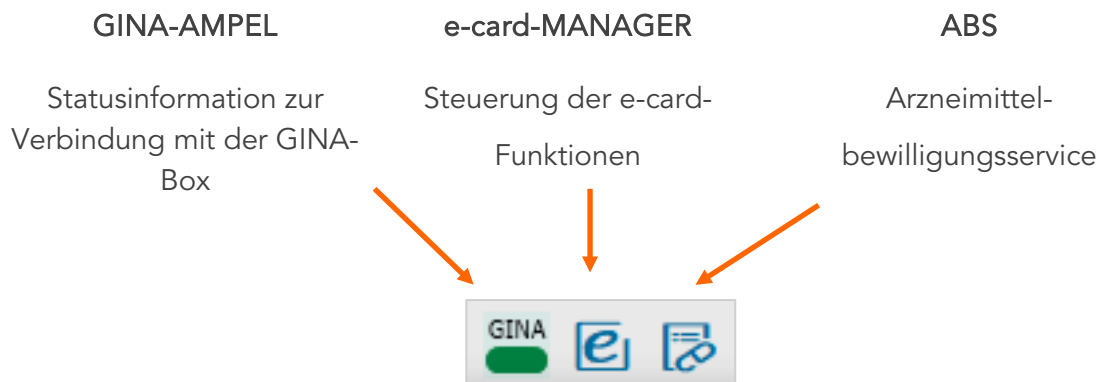 GINA-AMPEL
Statusinformation zur
Verbindung mit der GINA-
Box
e-card-MANAGER
Steuerung der e-card-
Funktionen
ABS
Arzneimittel-
bewilligungsservice
GINA
e